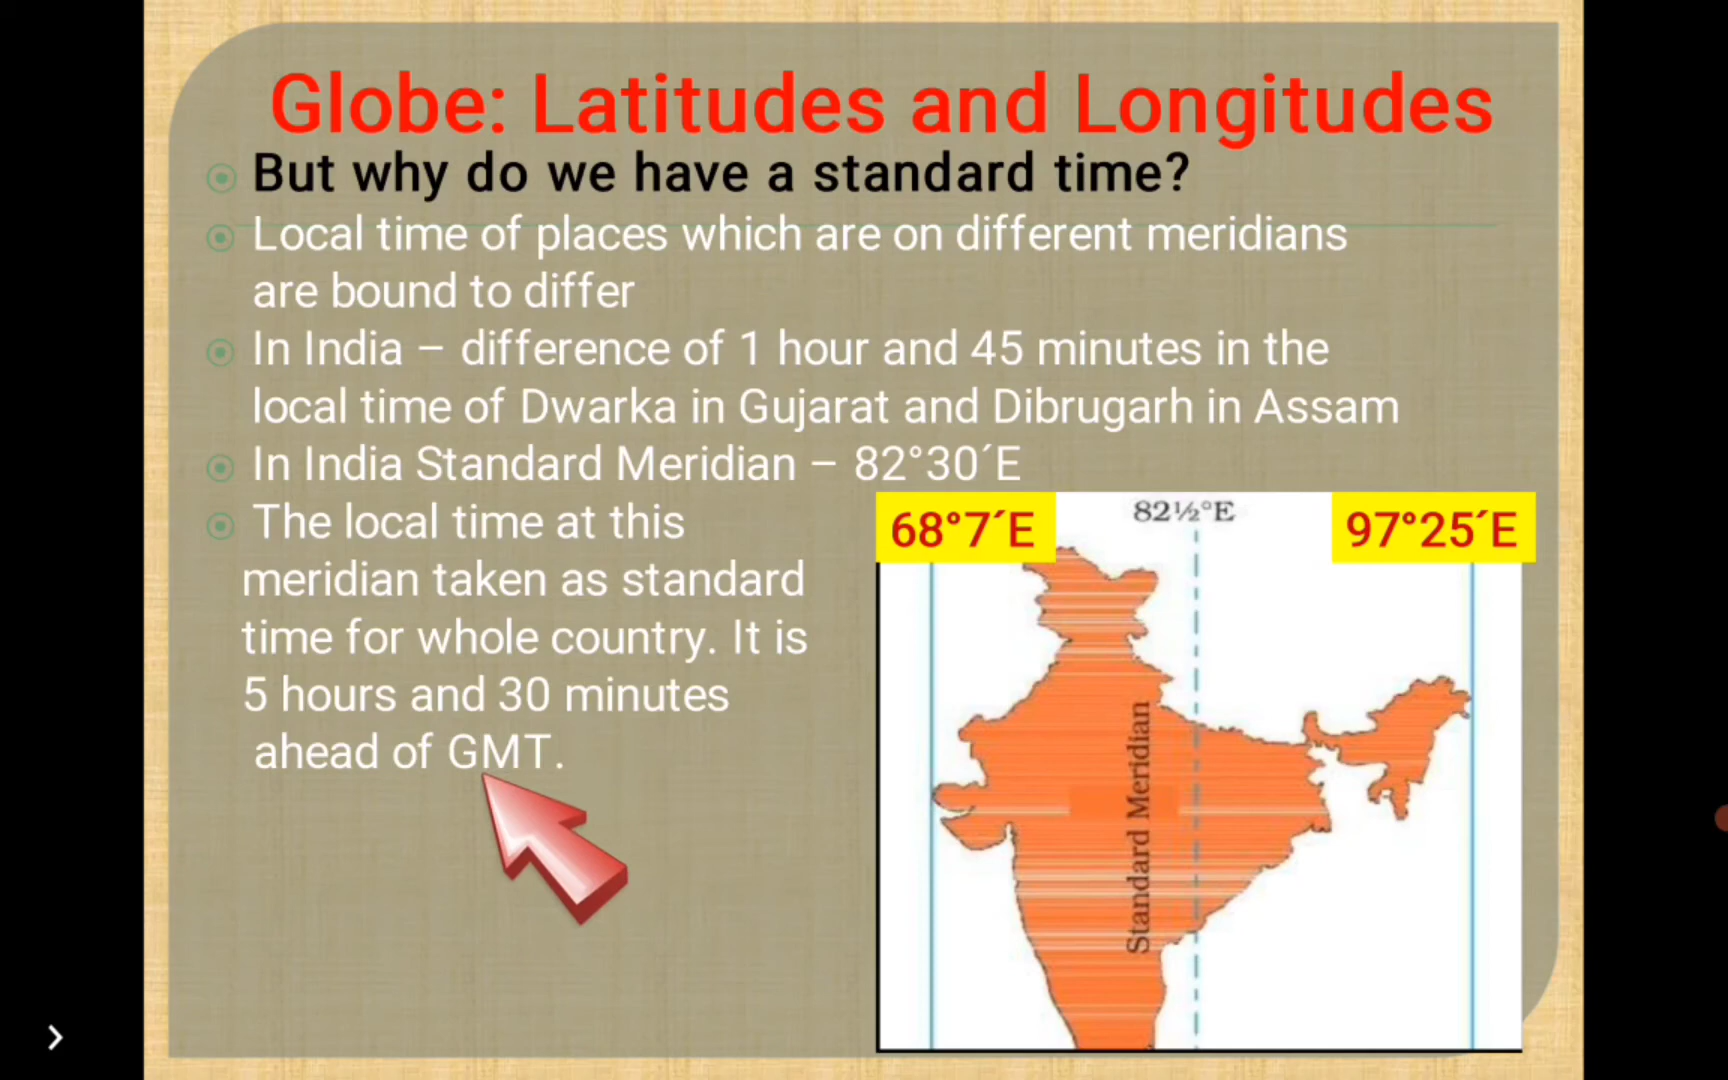 Globe: Latitudes and Longitudes
But why do we have a standard time?
Local time of places which are on different meridians
are bound to differ
In India – difference of 1 hour and 45 minutes in the
local time of Dwarka in Gujarat and Dibrugarh in Assam
In India Standard Meridian – 82°30´E
The local time at this
meridian taken as standard
time for whole country. It is
5 hours and 30 minutes
ahead of GMT.
68°7´E
82½°E
97°25´E
Standard Meridian